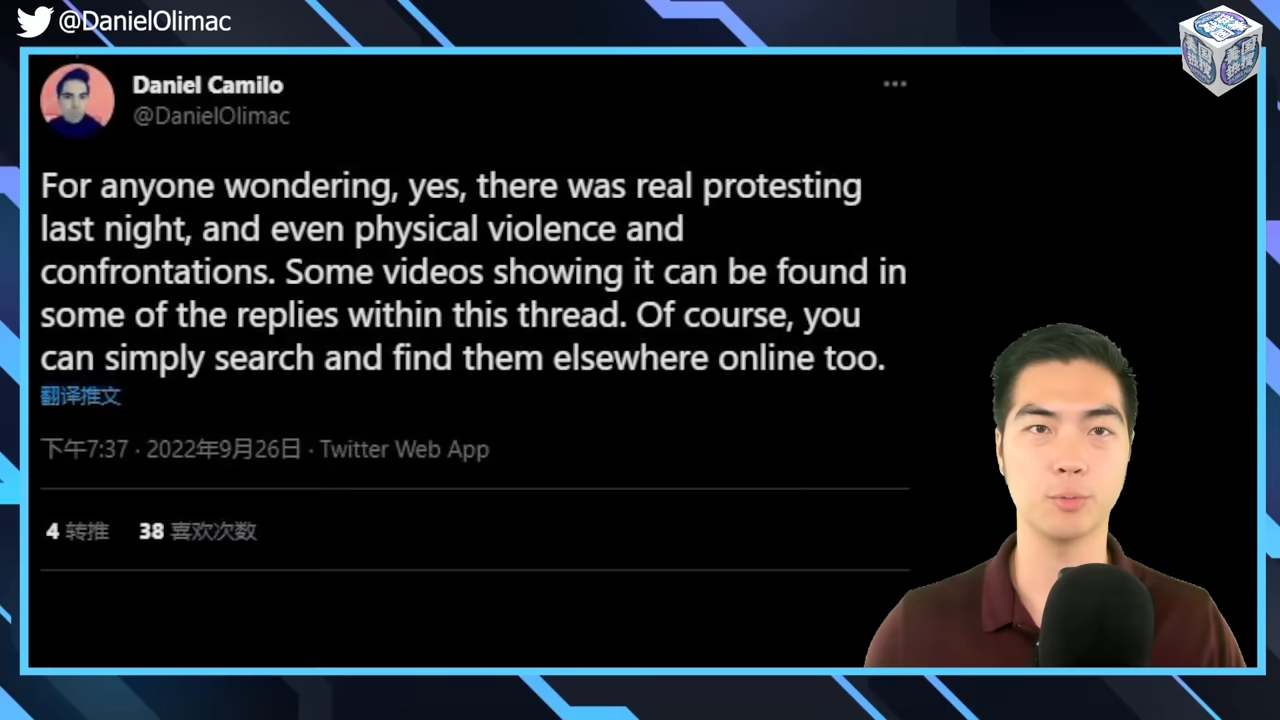 @DanielOlimac
Daniel Camilo
@DanielOlimac
For anyone wondering, yes, there was real protesting
last night, and even physical violence and
confrontations. Some videos showing it can be found in
some of the replies within this thread. Of course, you
can simply search and find them elsewhere online too.
翻译推文
下午7:37 · 2022年9月26日 · Twitter Web App
4 转推 38 喜欢次数